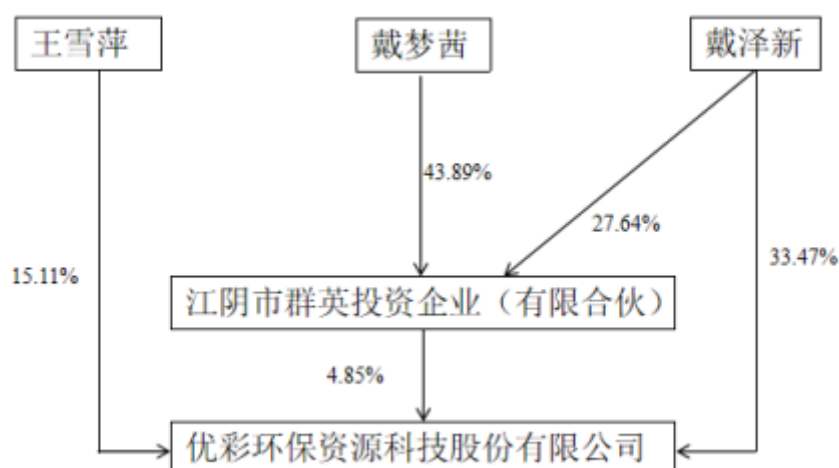 王雪萍
戴梦茜
戴泽新
43.89%
27.64%
15.11%
33.47%
江阴市群英投资企业（有限合伙）
4.85%
优彩环保资源科技股份有限公司